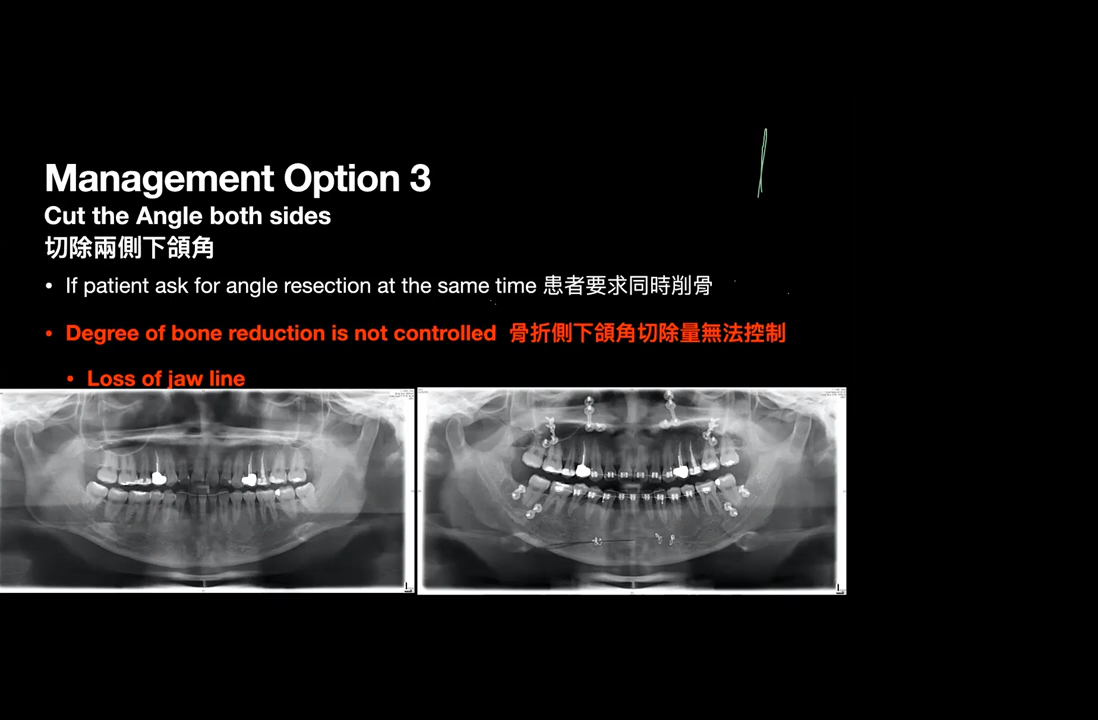 Management Option 3
Cut the Angle both sides
切除兩側下頜角
• If patient ask for angle resection at the same time 患者要求同時削骨
• Degree of bone reduction is not controlled 骨折側下頜角切除量無法控制
• Loss of jaw line
L
L